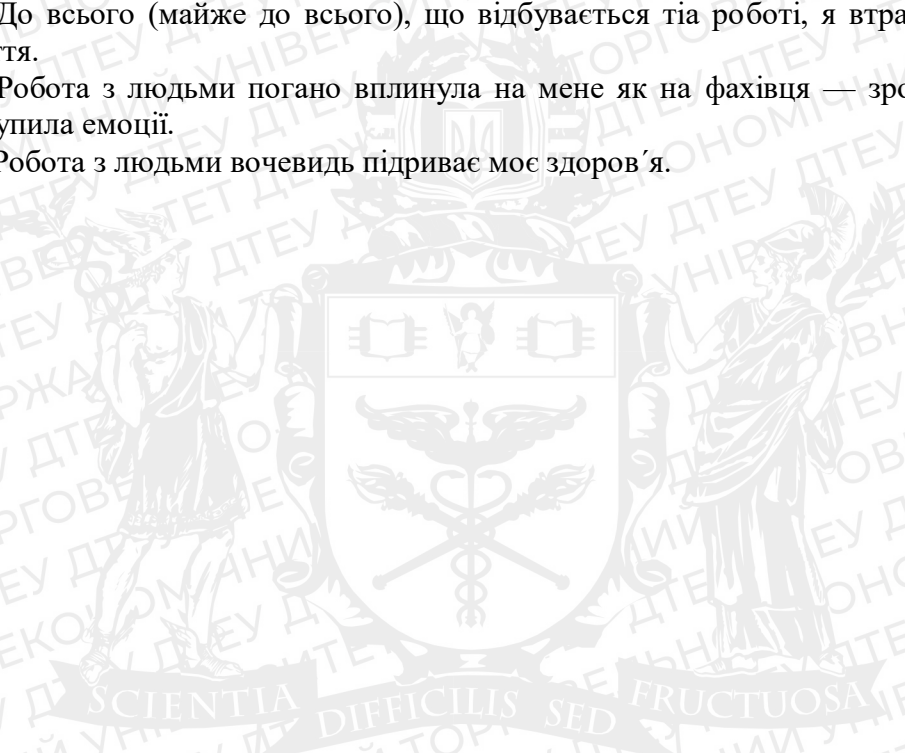 До всього (майже до всього), що відбувається тіа роботі, я втра
ття.
Робота з людьми погано вплинула на мене як на фахівця — зро
упила емоції.
Робота з людьми вочевидь підриває моє здоров´я.
SCIENTIA DIFFICILIS SED FRUCTUOSA